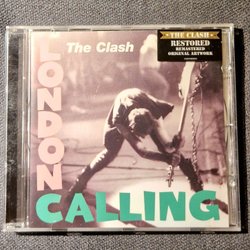 The Clash
THE CLASH
RESTORED
REMASTERED
ORIGINAL ARTWORK
LONDON
CALLING